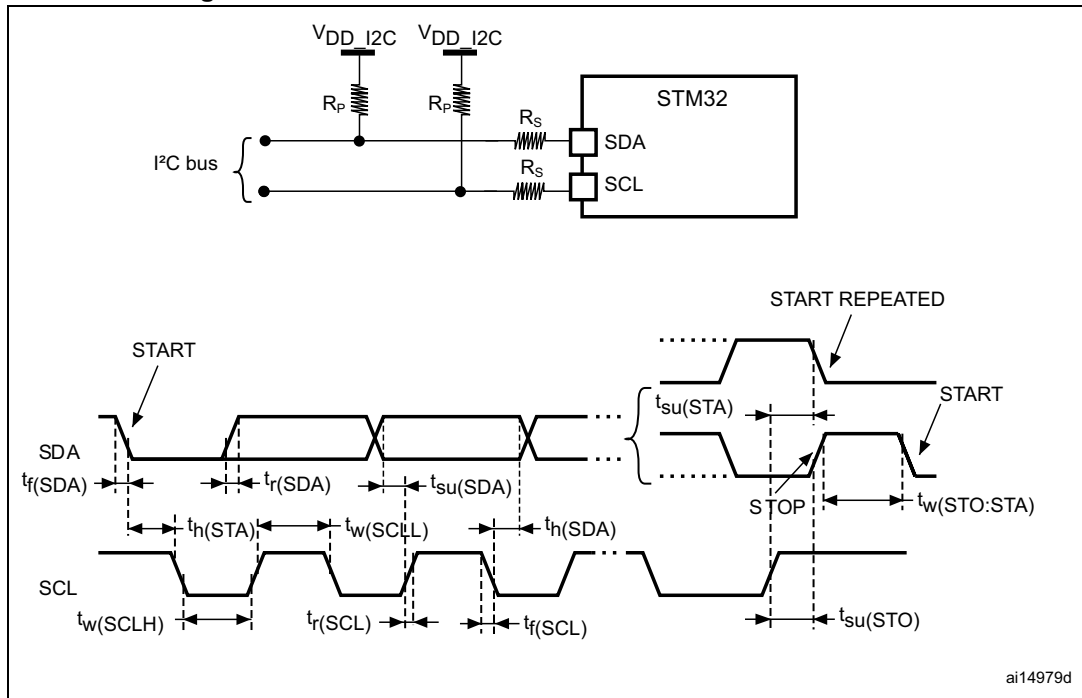 VDD_I2C VDD_I2C
STM32
RP RP RS
SDA
I²C bus
RS
SCL
START REPEATED
START
tsu(STA)
START
SDA
tf(SDA) tr(SDA) tsu(SDA)
STOP
tw(STO:STA)
th(STA) tw(SCLL) th(SDA)
SCL
tw(SCLH) tr(SCL) tf(SCL) tsu(STO)
ai14979d